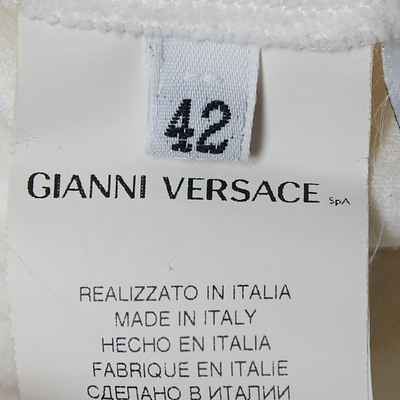 42
GIANNI VERSACE SpA
REALIZZATO IN ITALIA
MADE IN ITALY
HECHO EN ITALIA
FABRIQUE EN ITALIE
СДЕЛАНО В ИТАЛИИ